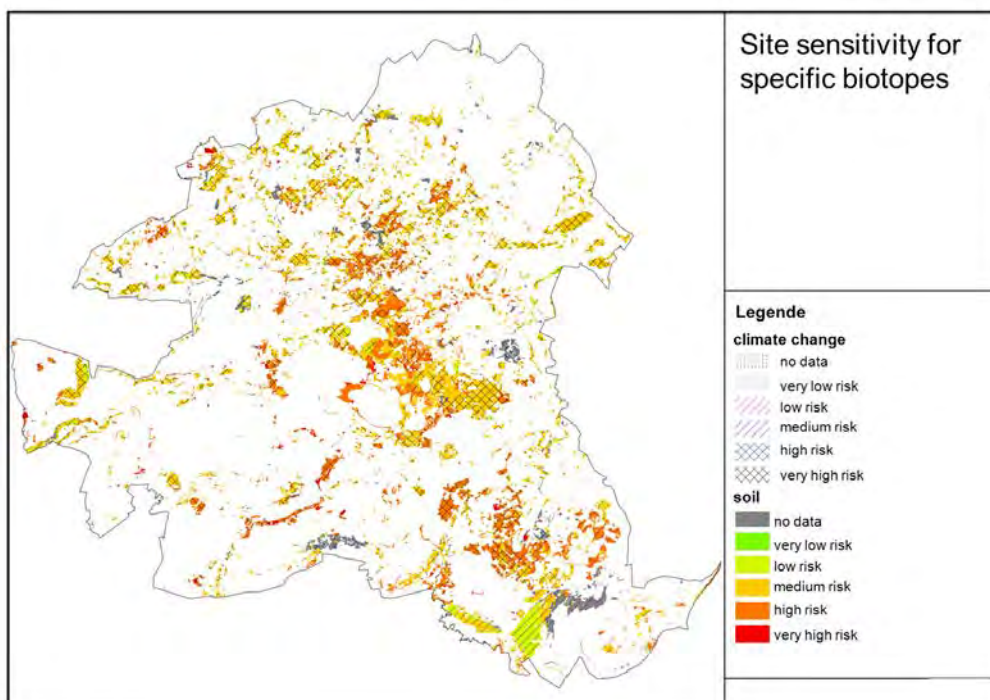 Site sensitivity for
specific biotopes
Legende
climate change
no data
very low risk
low risk
medium risk
high risk
very high risk
soil
no data
very low risk
low risk
medium risk
high risk
very high risk